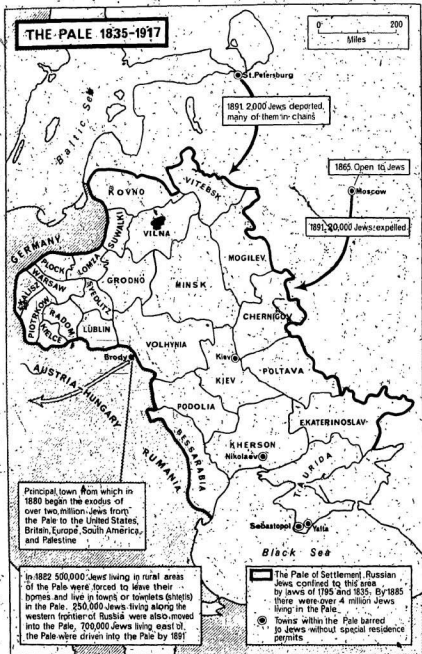 THE PALE 1835-1917
0 200
Miles
St. Petersburg
1891 2,000 Jews deported,
many of them in chains
Baltic Sea
1865 Open to Jews
Moscow
1891 20,000 Jews expelled
KOVNO
VITEBSK
VILNA
SUWALKI
GERMANY
MOGILEV
PLOCK
LOMZA
WARSAW
GRODNO
MINSK
KALISZ
SYEDLITZ
PIOTRKOW
RADOM
KIELCE
LUBLIN
CHERNIGOV
VOLHYNIA
Kiev
KIEV
POLTAVA
Brody
AUSTRIA-HUNGARY
PODOLIA
EKATERINOSLAV
BESSARABIA
RUMANIA
KHERSON
Nikolaev
TAURIDA
Sebastopol
Yalta
Black Sea
Principal town from which in
1880 began the exodus of
over two million Jews from
the Pale to the United States,
Britain, Europe, South America,
and Palestine
In 1882 500,000 Jews living in rural areas
of the Pale were forced to leave their
homes and live in towns or townlets (shtetls)
in the Pale. 250,000 Jews living along the
western frontier of Russia were also moved
into the Pale. 700,000 Jews living east of
the Pale were driven into the Pale by 1891
The Pale of Settlement. Russian
Jews confined to this area
by laws of 1795 and 1835. By 1885
there were over 4 million Jews
living in the Pale
Towns within the Pale barred
to Jews without special residence
permits